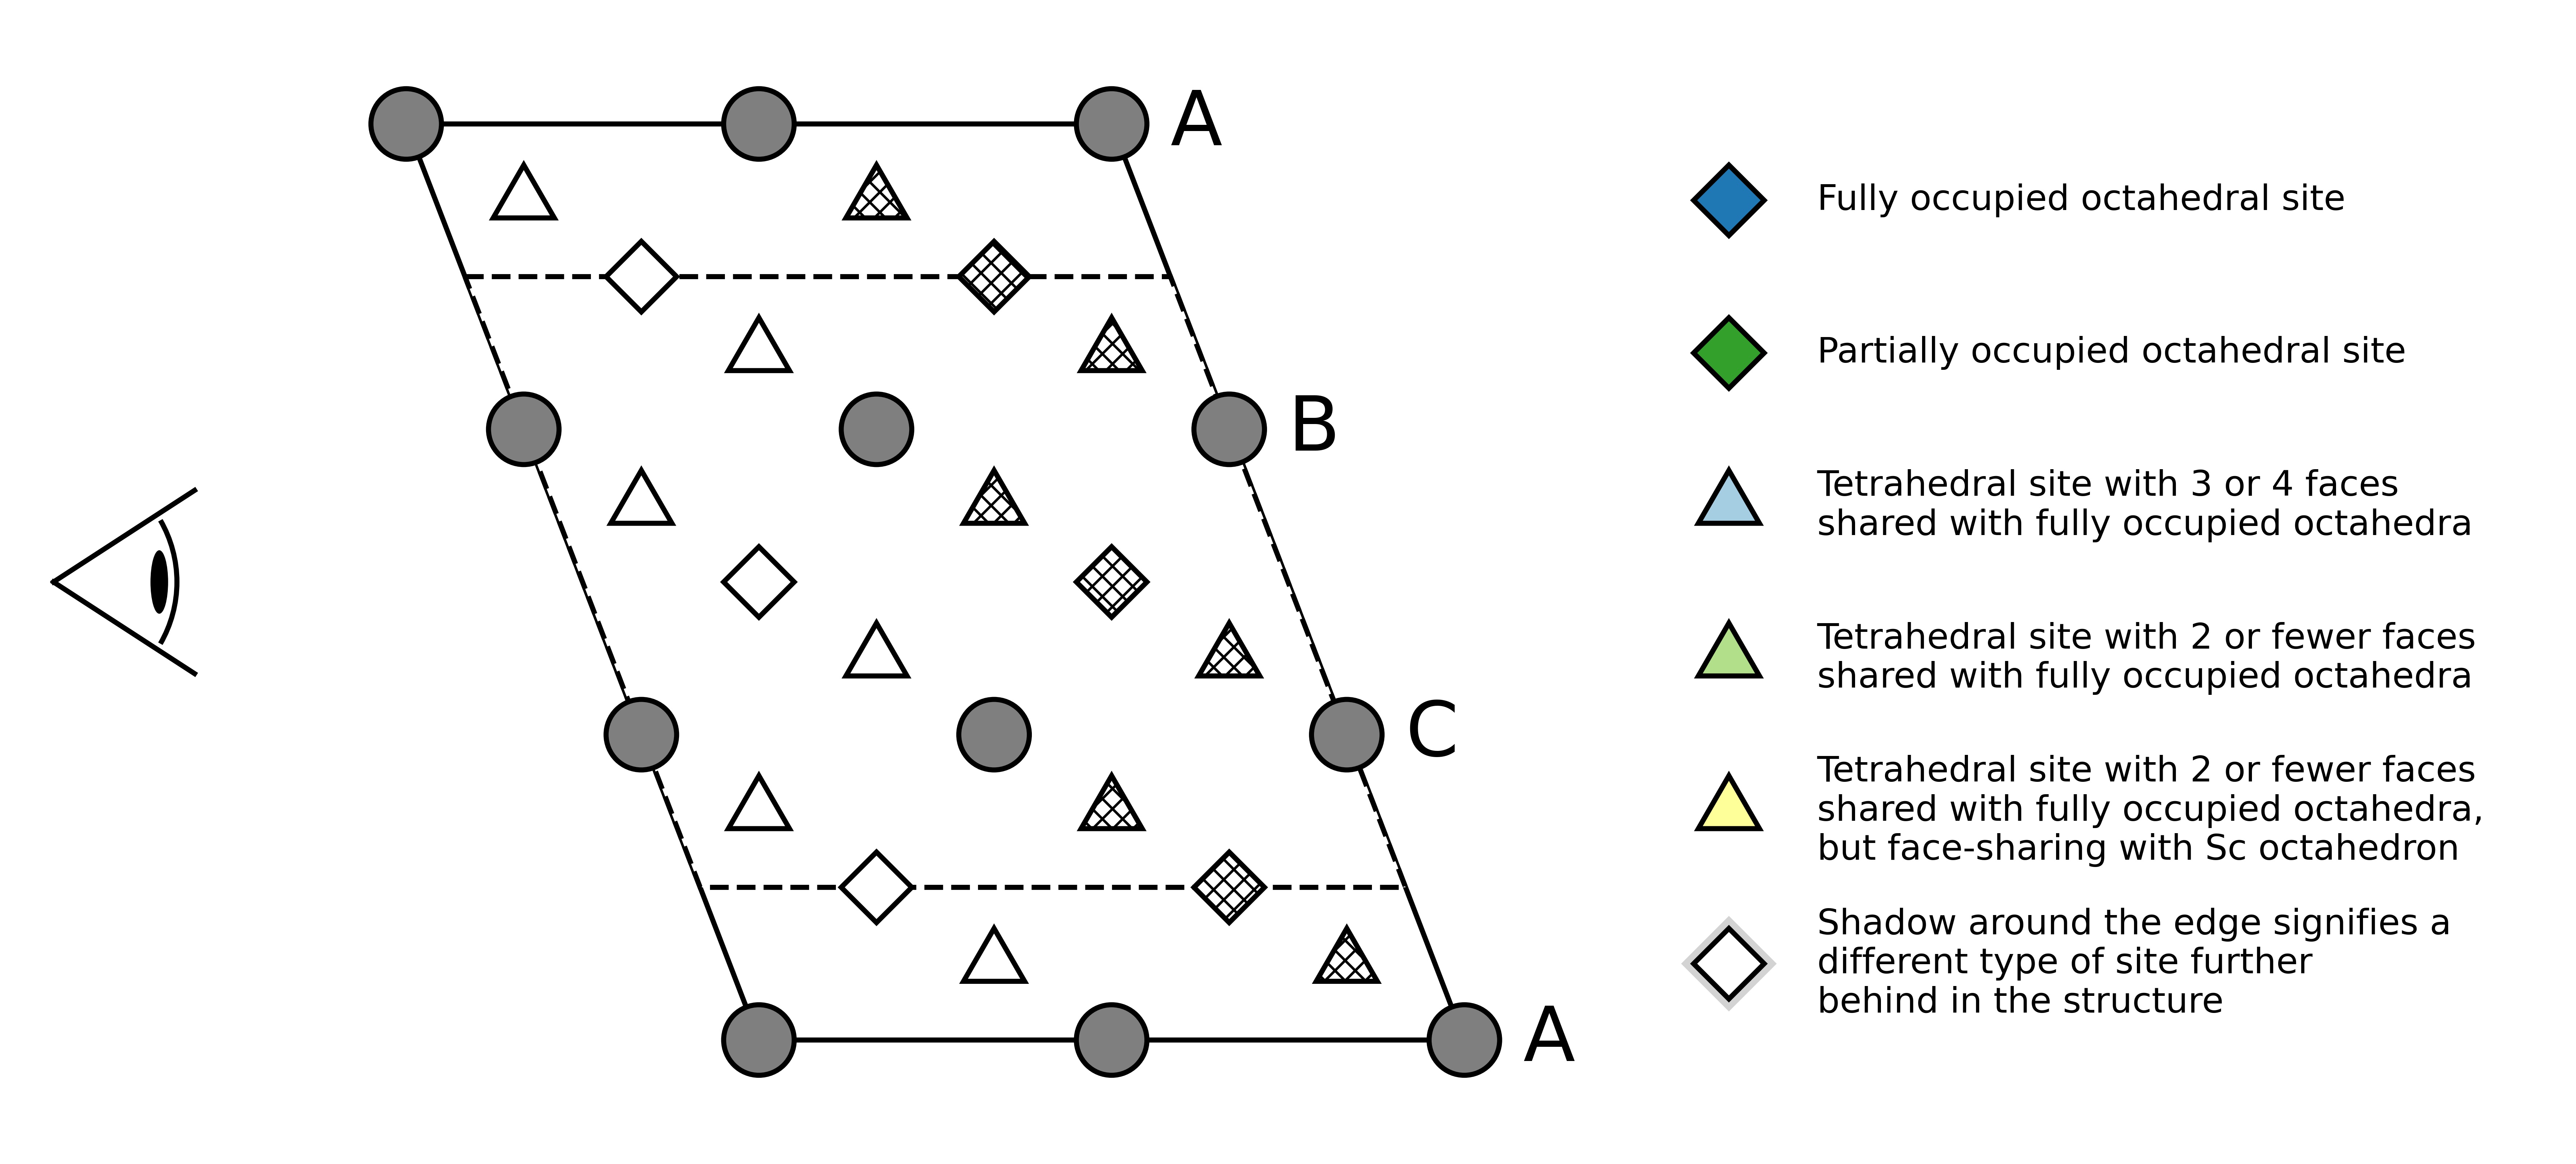 A
B
C
A
Fully occupied octahedral site
Partially occupied octahedral site
Tetrahedral site with 3 or 4 faces
shared with fully occupied octahedra
Tetrahedral site with 2 or fewer faces
shared with fully occupied octahedra
Tetrahedral site with 2 or fewer faces
shared with fully occupied octahedra,
but face-sharing with Sc octahedron
Shadow around the edge signifies a
different type of site further
behind in the structure